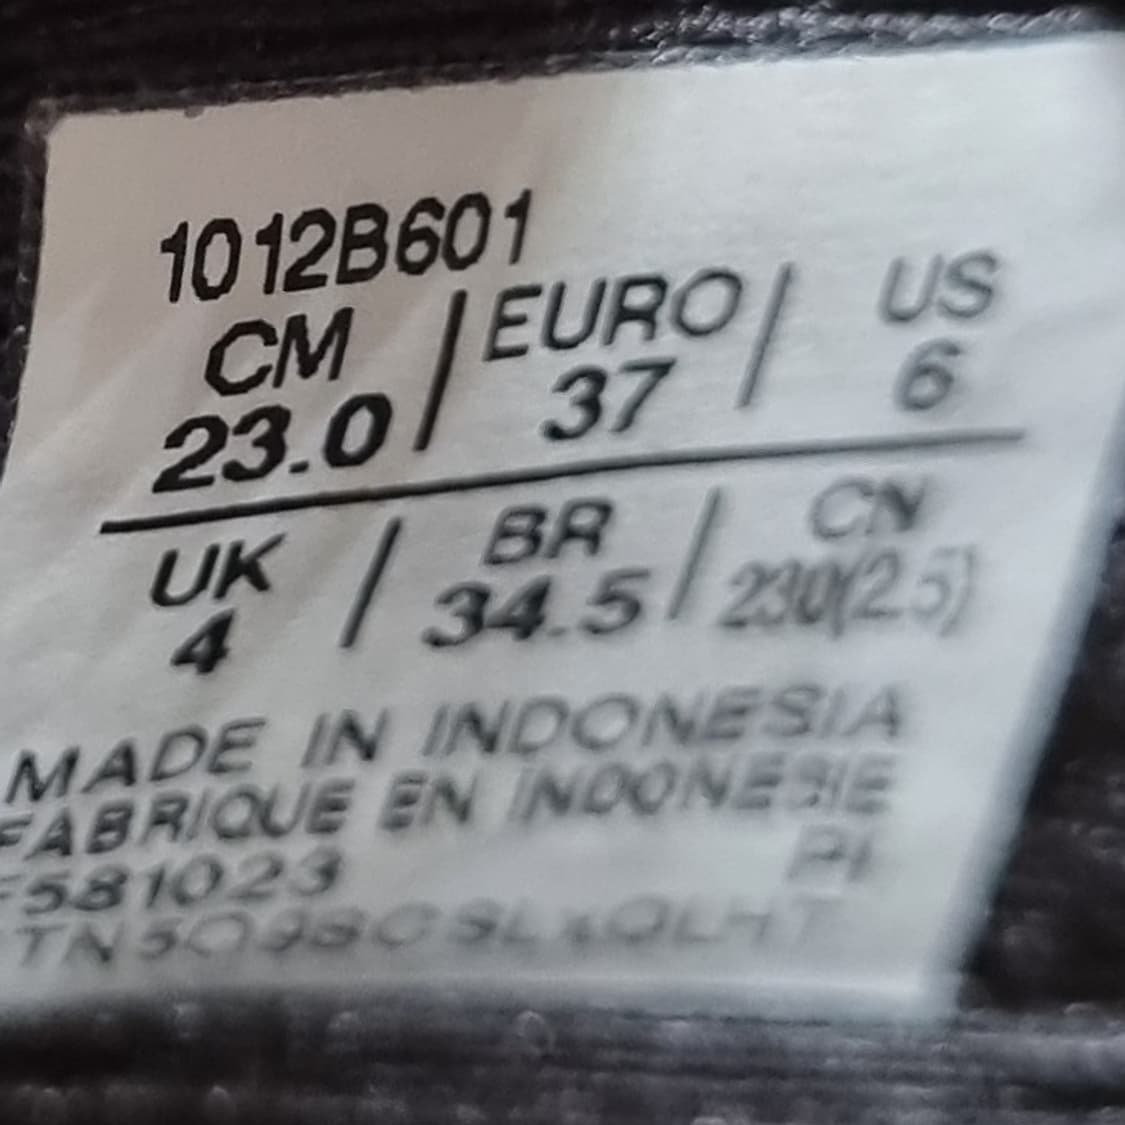 1012B601
CM | EURO | US
23.0 37 6
UK | BR | CN
4 34.5 230(2.5)
MADE IN INDONESIA
FABRIQUE EN INDONESIE
F581023